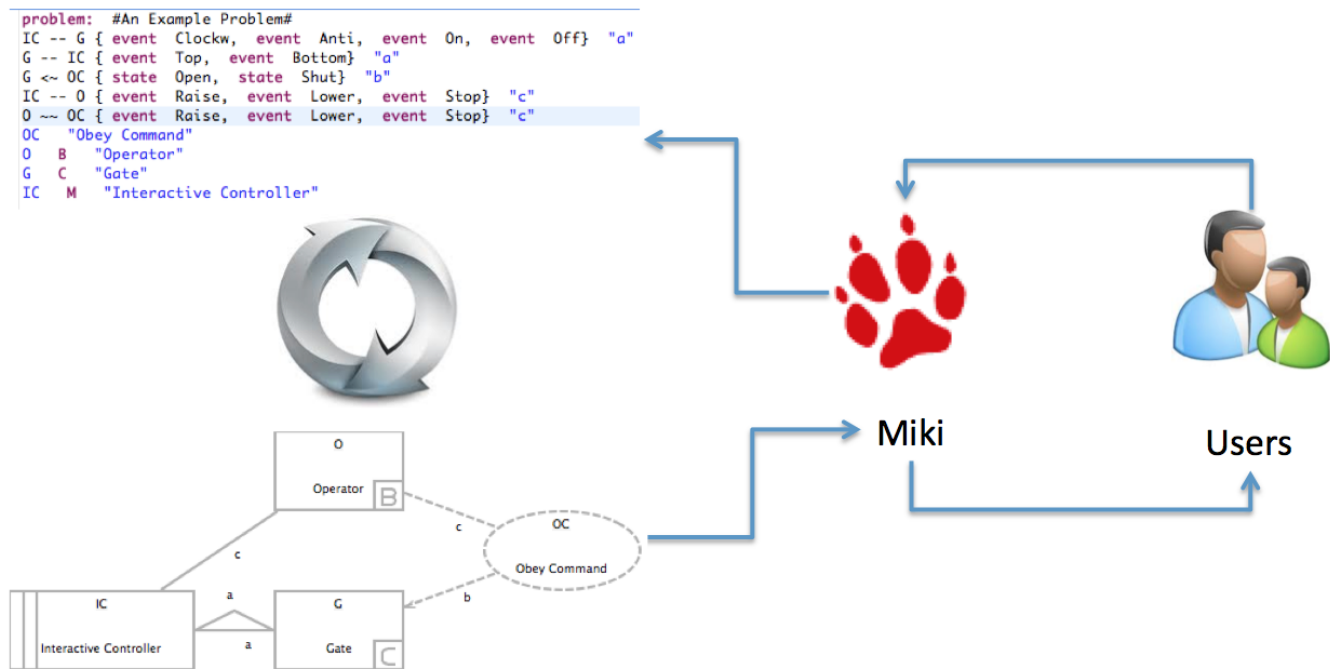 problem:  #An Example Problem#
IC -- G { event  Clockw,  event  Anti,  event  On,  event  Off}  "a"
G -- IC { event  Top,  event  Bottom}  "a"
G <~ OC { state  Open,  state  Shut}  "b"
IC -- O { event  Raise,  event  Lower,  event  Stop}  "c"
O ~~ OC { event  Raise,  event  Lower,  event  Stop}  "c"
OC   "Obey Command"
O   B   "Operator"
G   C   "Gate"
IC   M   "Interactive Controller"
Miki
Users
O
Operator
B
c
OC
Obey Command
c
b
IC
Interactive Controller
a
a
G
Gate
C